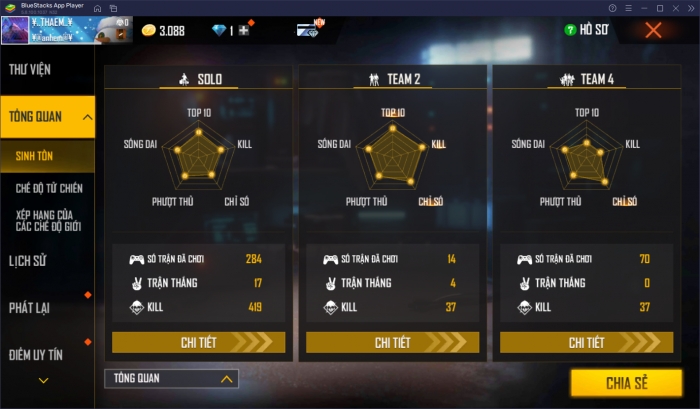 BlueStacks App Player
¥.THAEM.¥
¥@anhem@¥
0
3.088
1
NEW
HỒ SƠ
THƯ VIỆN
TỔNG QUAN
SINH TỒN
CHẾ ĐỘ TỬ CHIẾN
XẾP HẠNG CỦA
CÁC CHẾ ĐỘ GIỚI
LỊCH SỬ
PHÁT LẠI
ĐIỂM UY TÍN
SOLO
TOP 10
SỐNG DAI
KILL
PHƯỢT THỦ
CHỈ SỐ
SỐ TRẬN ĐÃ CHƠI 284
TRẬN THẮNG 17
KILL 419
CHI TIẾT
TEAM 2
TOP 10
SỐNG DAI
KILL
PHƯỢT THỦ
CHỈ SỐ
SỐ TRẬN ĐÃ CHƠI 14
TRẬN THẮNG 4
KILL 37
CHI TIẾT
TEAM 4
TOP 10
SỐNG DAI
KILL
PHƯỢT THỦ
CHỈ SỐ
SỐ TRẬN ĐÃ CHƠI 70
TRẬN THẮNG 0
KILL 37
CHI TIẾT
TỔNG QUAN
CHIA SẺ